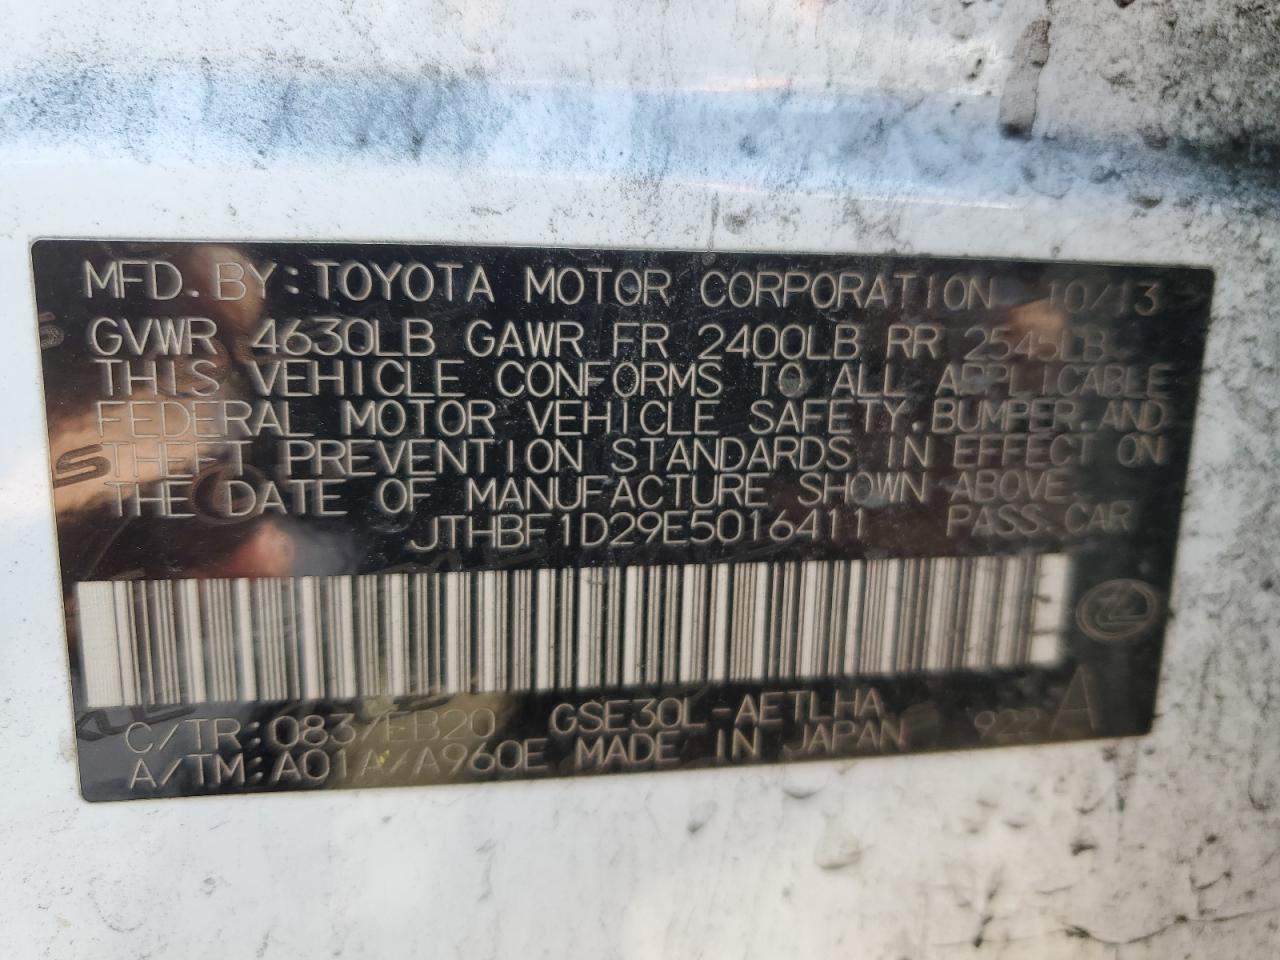 MFD. BY: TOYOTA MOTOR CORPORATION 10/13
GVWR 4630LB GAWR FR 2400LB RR 2545LB
THIS VEHICLE CONFORMS TO ALL APPLICABLE
FEDERAL MOTOR VEHICLE SAFETY, BUMPER, AND
THEFT PREVENTION STANDARDS IN EFFECT ON
THE DATE OF MANUFACTURE SHOWN ABOVE.
JTHBF1D29E5016411 PASS. CAR
C/TR: 083/EB20 GSE30L-AETLHA 922 A
A/TM: A01A/A960E MADE IN JAPAN